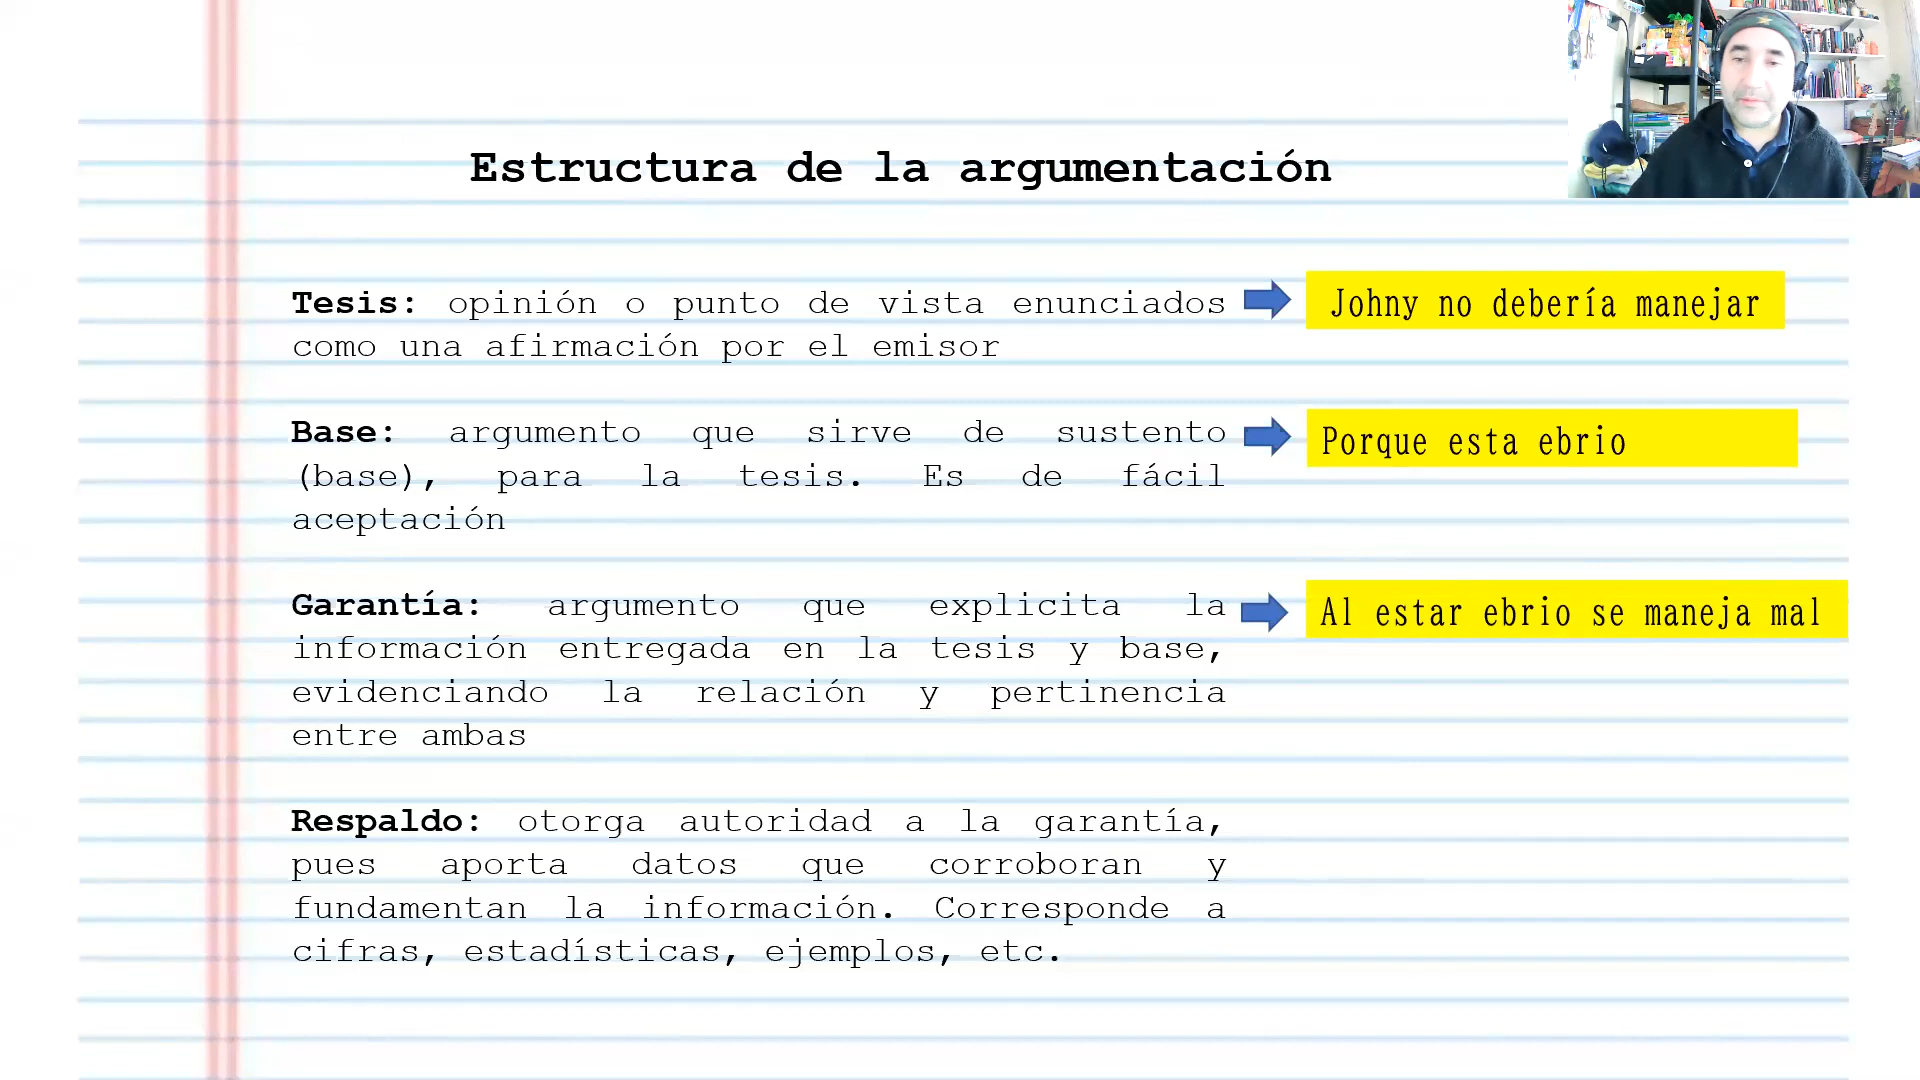 Estructura de la argumentación
Tesis: opinión o punto de vista enunciados
como una afirmación por el emisor
Johny no debería manejar
Base: argumento que sirve de sustento
(base), para la tesis. Es de fácil
aceptación
Porque esta ebrio
Garantía: argumento que explicita la
información entregada en la tesis y base,
evidenciando la relación y pertinencia
entre ambas
Al estar ebrio se maneja mal
Respaldo: otorga autoridad a la garantía,
pues aporta datos que corroboran y
fundamentan la información. Corresponde a
cifras, estadísticas, ejemplos, etc.